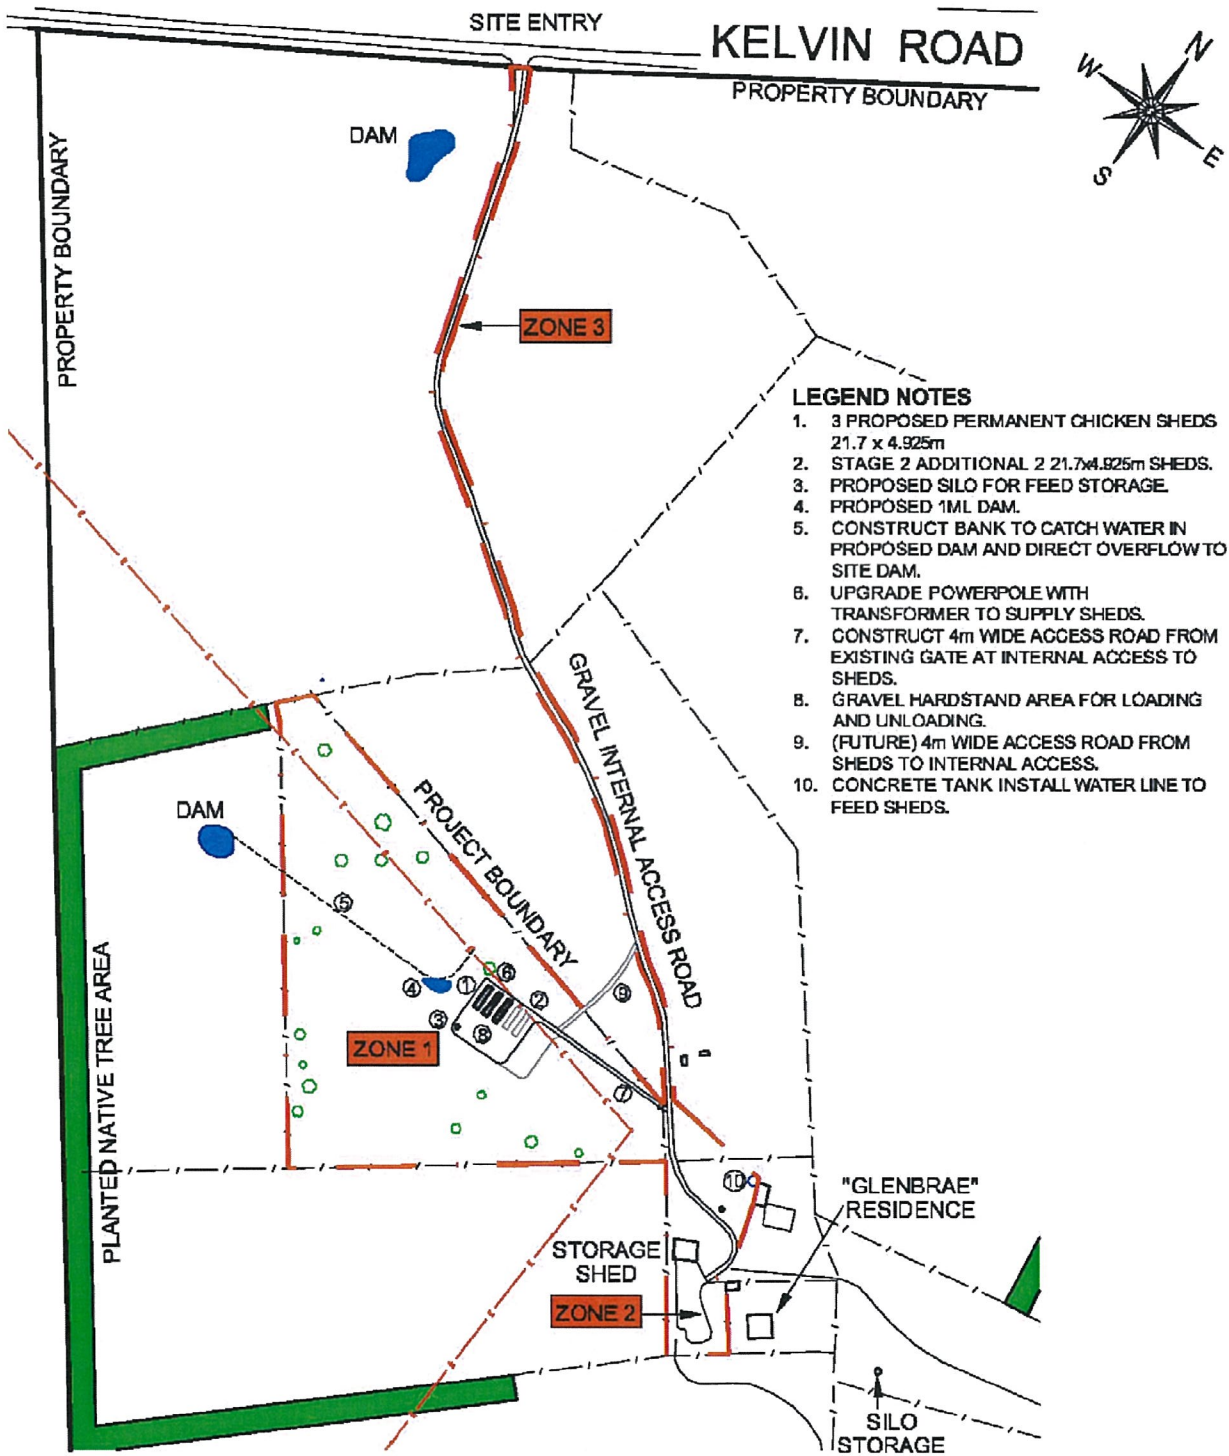 SITE ENTRY
KELVIN ROAD
PROPERTY BOUNDARY
N
W
E
S
DAM
PROPERTY BOUNDARY
ZONE 3
LEGEND NOTES
1. 3 PROPOSED PERMANENT CHICKEN SHEDS
21.7 x 4.925m
2. STAGE 2 ADDITIONAL 2 21.7x4.925m SHEDS.
3. PROPOSED SILO FOR FEED STORAGE.
4. PROPOSED 1ML DAM.
5. CONSTRUCT BANK TO CATCH WATER IN
PROPOSED DAM AND DIRECT OVERFLOW TO
SITE DAM.
6. UPGRADE POWERPOLE WITH
TRANSFORMER TO SUPPLY SHEDS.
7. CONSTRUCT 4m WIDE ACCESS ROAD FROM
EXISTING GATE AT INTERNAL ACCESS TO
SHEDS.
8. GRAVEL HARDSTAND AREA FOR LOADING
AND UNLOADING.
9. (FUTURE) 4m WIDE ACCESS ROAD FROM
SHEDS TO INTERNAL ACCESS.
10. CONCRETE TANK INSTALL WATER LINE TO
FEED SHEDS.
GRAVEL INTERNAL ACCESS ROAD
PROJECT BOUNDARY
DAM
5
4
1
6
2
9
3
8
ZONE 1
7
PLANTED NATIVE TREE AREA
10
"GLENBRAE"
RESIDENCE
STORAGE
SHED
ZONE 2
SILO
STORAGE